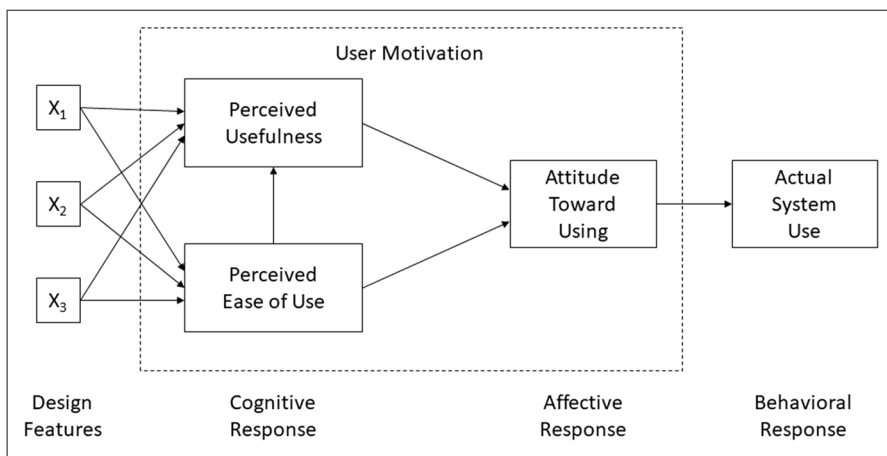 User Motivation
X1
X2
X3
Perceived
Usefulness
Perceived
Ease of Use
Attitude
Toward
Using
Actual
System
Use
Design
Features
Cognitive
Response
Affective
Response
Behavioral
Response